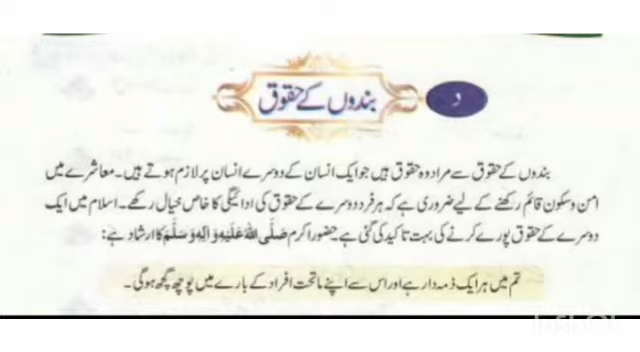 د
بندوں کے حقوق
بندوں کے حقوق سے مراد وہ حقوق ہیں جو ایک انسان کے دوسرے انسان پر لازم ہوتے ہیں۔ معاشرے میں
امن و سکون قائم رکھنے کے لیے ضروری ہے کہ ہر فرد دوسرے کے حقوق کی ادائیگی کا خاص خیال رکھے۔ اسلام میں ایک
دوسرے کے حقوق پورے کرنے کی بہت تاکید کی گئی ہے حضور اکرم صَلَّی اللہُ عَلَیْہِ وَ اٰلِہٖ وَ سَلَّمَ کا ارشاد ہے:
تم میں ہر ایک ذمہ دار ہے اور اس سے اپنے ماتحت افراد کے بارے میں پوچھ گچھ ہوگی۔